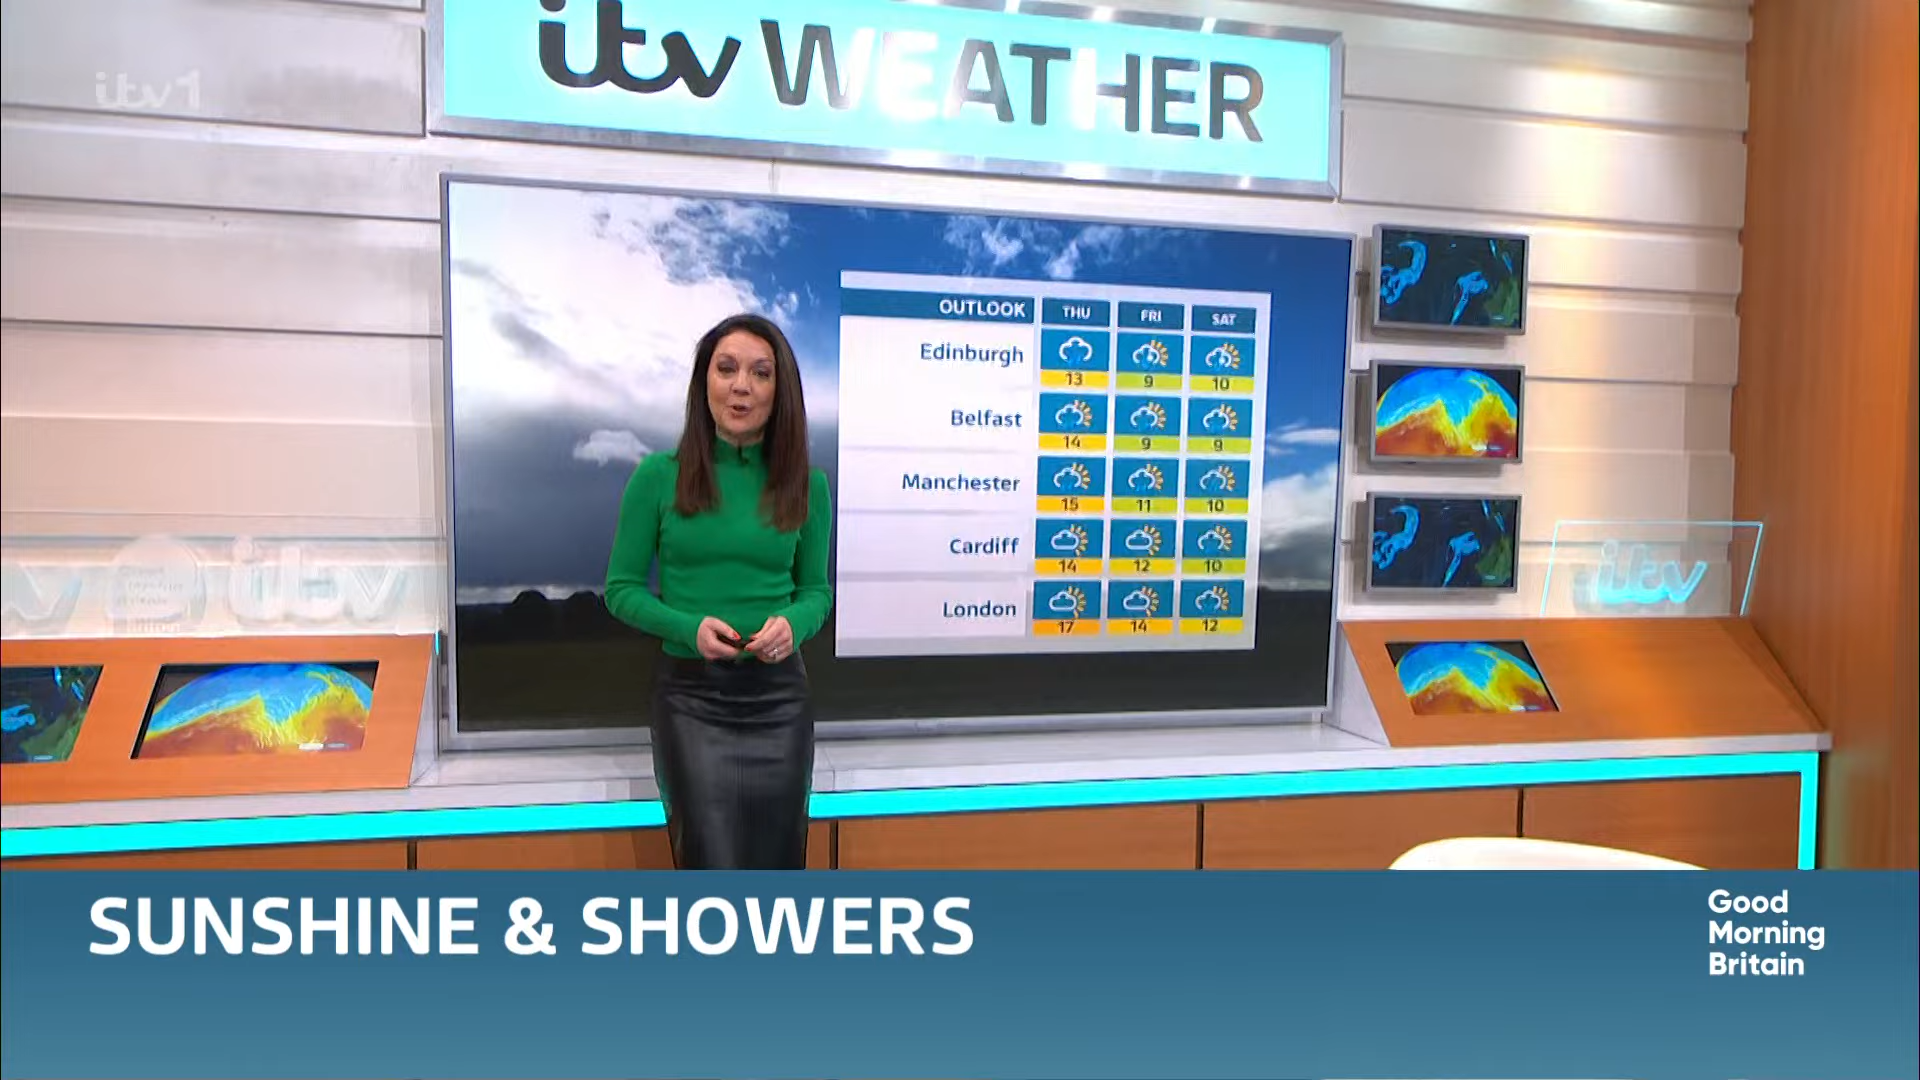 itv WEATHER
itv1
OUTLOOK THU FRI SAT
Edinburgh 13 9 10
Belfast 14 9 9
Manchester 15 11 10
Cardiff 14 12 10
London 17 14 12
itv
itv
SUNSHINE & SHOWERS
Good
Morning
Britain